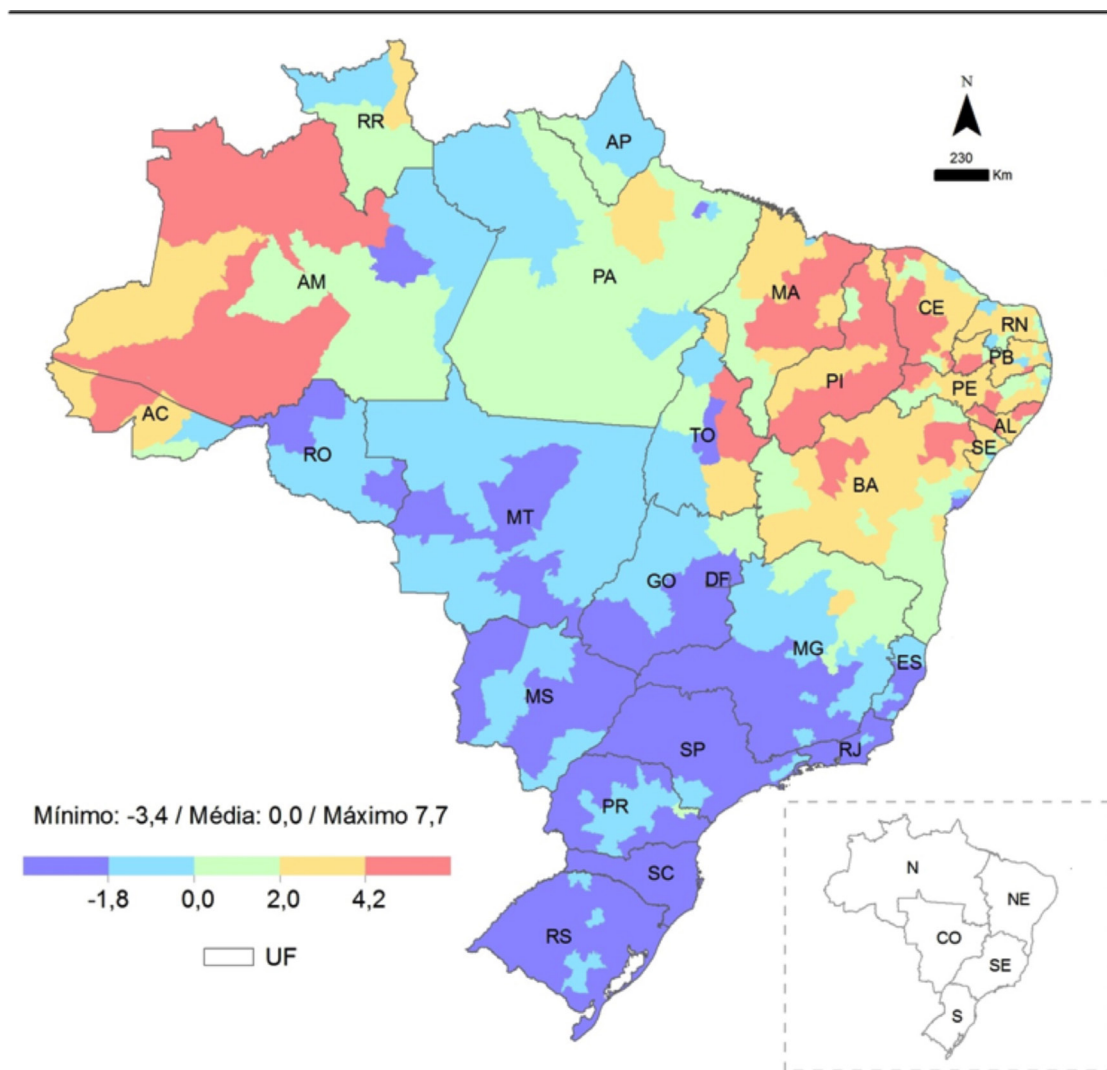 N
230
Km
RR
AP
AM
PA
MA
CE
RN
PB
PI
PE
AC
AL
TO
SE
RO
BA
MT
GO
DF
MG
ES
MS
SP
RJ
PR
Mínimo: -3,4 / Média: 0,0 / Máximo 7,7
-1,8 0,0 2,0 4,2
UF
SC
RS
N
NE
CO
SE
S